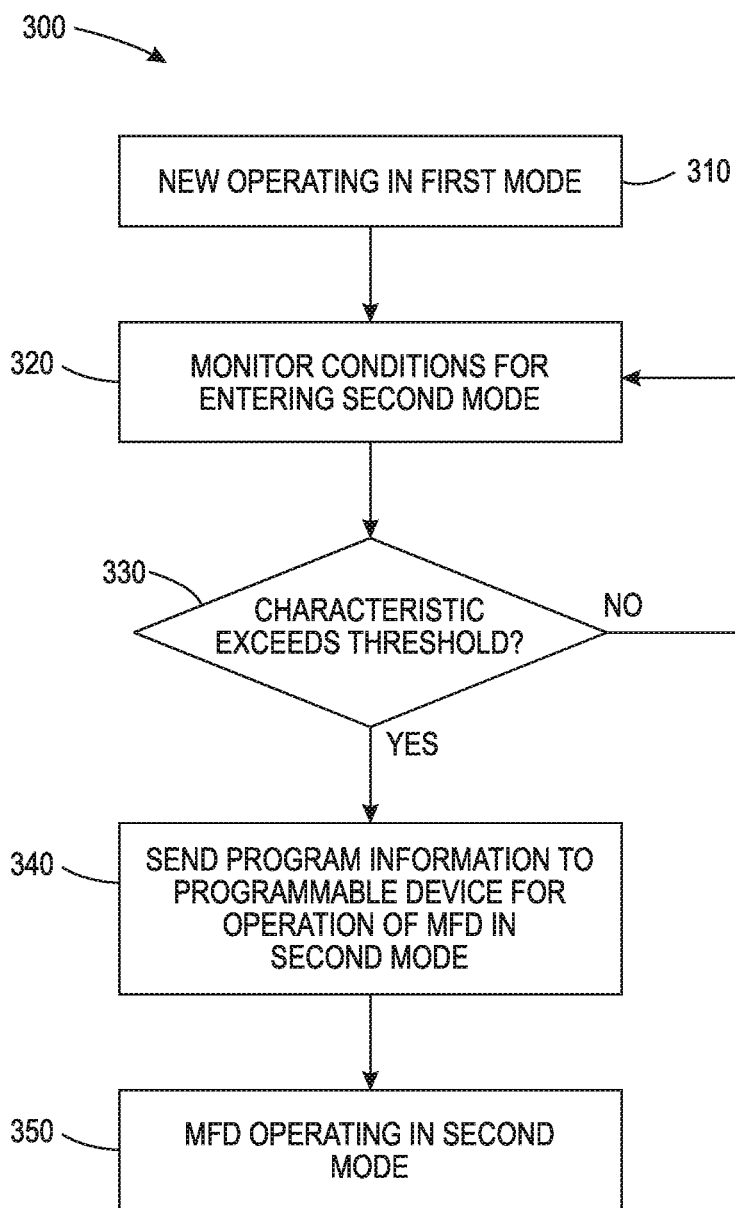 300
NEW OPERATING IN FIRST MODE
310
320
MONITOR CONDITIONS FOR
ENTERING SECOND MODE
330
CHARACTERISTIC
EXCEEDS THRESHOLD?
NO
YES
340
SEND PROGRAM INFORMATION TO
PROGRAMMABLE DEVICE FOR
OPERATION OF MFD IN
SECOND MODE
350
MFD OPERATING IN SECOND
MODE